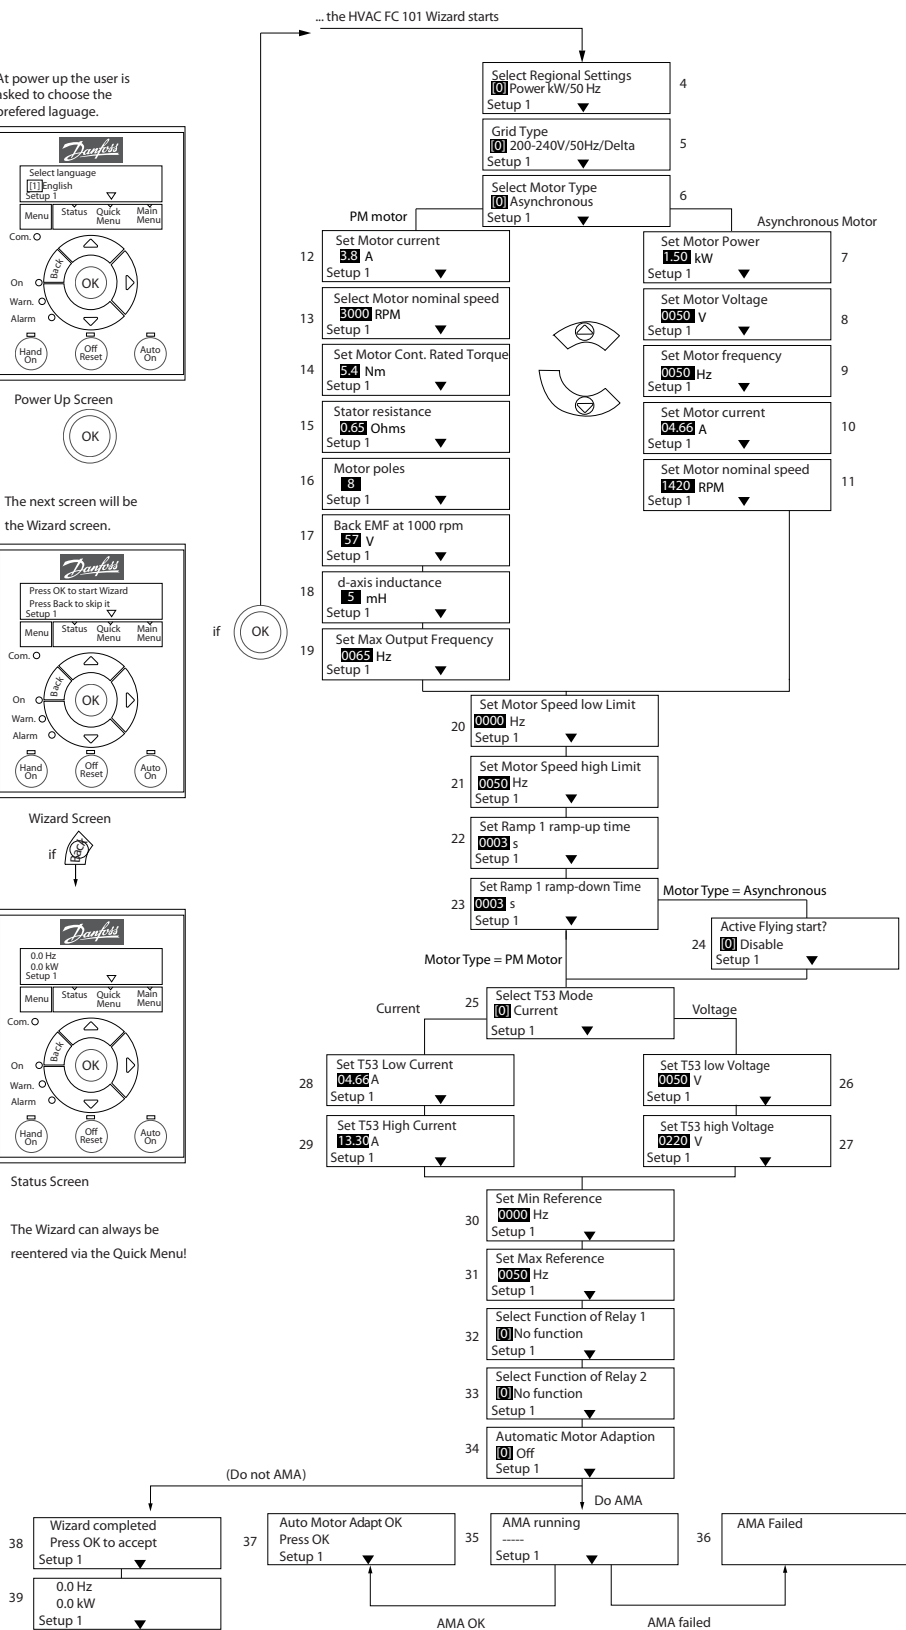 ... the HVAC FC 101 Wizard starts
At power up the user is
asked to choose the
prefered laguage.
Danfoss
Select language
[1] English
Setup 1
Menu
Status
Quick
Menu
Main
Menu
Com.
Back
OK
On
Warn.
Alarm
Hand
On
Off
Reset
Auto
On
Power Up Screen
OK
The next screen will be
the Wizard screen.
Danfoss
Press OK to start Wizard
Press Back to skip it
Setup 1
Menu
Status
Quick
Menu
Main
Menu
Com.
Back
OK
On
Warn.
Alarm
Hand
On
Off
Reset
Auto
On
Wizard Screen
if
Back
Danfoss
0.0 Hz
0.0 kW
Setup 1
Menu
Status
Quick
Menu
Main
Menu
Com.
Back
OK
On
Warn.
Alarm
Hand
On
Off
Reset
Auto
On
Status Screen
The Wizard can always be
reentered via the Quick Menu!
if
OK
Select Regional Settings
[0] Power kW/50 Hz
Setup 1
4
Grid Type
[0] 200-240V/50Hz/Delta
Setup 1
5
Select Motor Type
[0] Asynchronous
Setup 1
6
PM motor
12
Set Motor current
3.8 A
Setup 1
13
Select Motor nominal speed
3000 RPM
Setup 1
14
Set Motor Cont. Rated Torque
5.4 Nm
Setup 1
15
Stator resistance
0.65 Ohms
Setup 1
16
Motor poles
8
Setup 1
17
Back EMF at 1000 rpm
57 V
Setup 1
18
d-axis inductance
5 mH
Setup 1
19
Set Max Output Frequency
0065 Hz
Setup 1
Asynchronous Motor
Set Motor Power
1.50 kW
Setup 1
7
Set Motor Voltage
0050 V
Setup 1
8
Set Motor frequency
0050 Hz
Setup 1
9
Set Motor current
04.66 A
Setup 1
10
Set Motor nominal speed
1420 RPM
Setup 1
11
20
Set Motor Speed low Limit
0000 Hz
Setup 1
21
Set Motor Speed high Limit
0050 Hz
Setup 1
22
Set Ramp 1 ramp-up time
0003 s
Setup 1
23
Set Ramp 1 ramp-down Time
0003 s
Setup 1
Motor Type = Asynchronous
24
Active Flying start?
[0] Disable
Setup 1
Motor Type = PM Motor
25
Select T53 Mode
[0] Current
Setup 1
Current
Voltage
28
Set T53 Low Current
04.66 A
Setup 1
29
Set T53 High Current
13.30 A
Setup 1
Set T53 low Voltage
0050 V
Setup 1
26
Set T53 high Voltage
0220 V
Setup 1
27
30
Set Min Reference
0000 Hz
Setup 1
31
Set Max Reference
0050 Hz
Setup 1
32
Select Function of Relay 1
[0] No function
Setup 1
33
Select Function of Relay 2
[0] No function
Setup 1
34
Automatic Motor Adaption
[0] Off
Setup 1
(Do not AMA)
Do AMA
38
Wizard completed
Press OK to accept
Setup 1
39
0.0 Hz
0.0 kW
Setup 1
37
Auto Motor Adapt OK
Press OK
Setup 1
35
AMA running
-----
Setup 1
36
AMA Failed
AMA OK
AMA failed